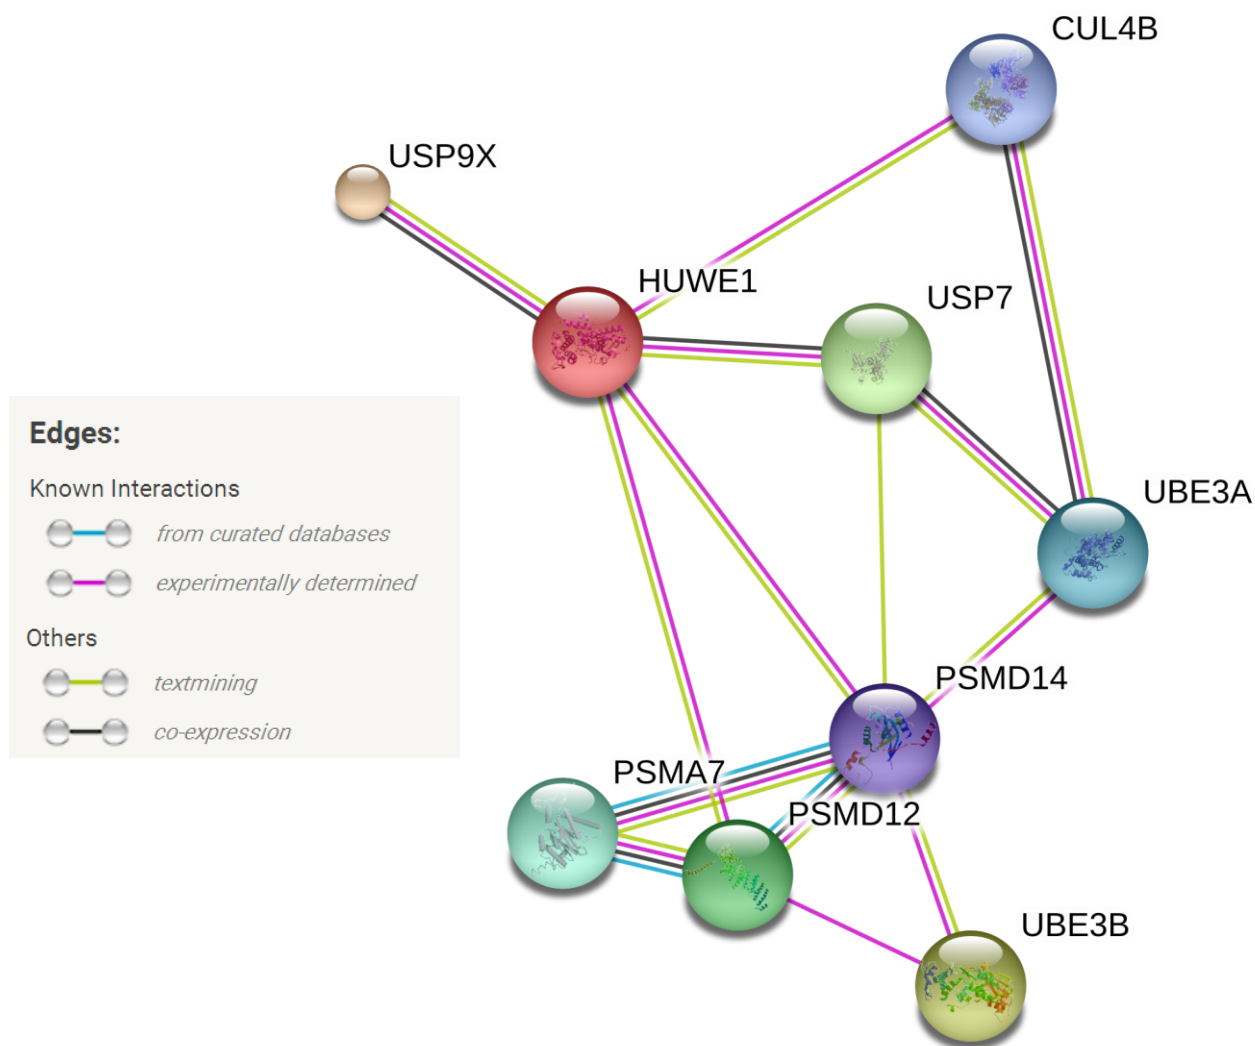 CUL4B
USP9X
HUWE1
USP7
Edges:
Known Interactions
UBE3A
from curated databases
experimentally determined
Others
PSMD14
textmining
co-expression
PSMA7
PSMD12
UBE3B